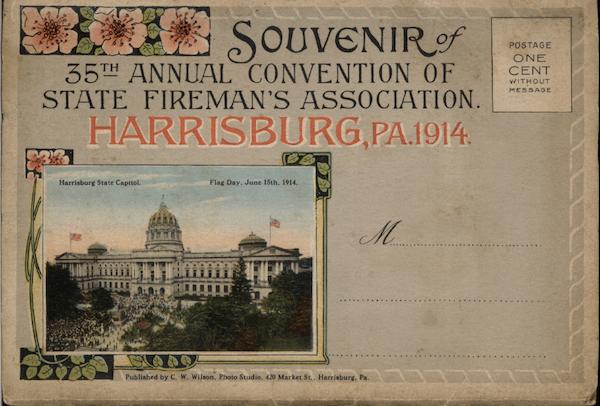 SOUVENIR of
35TH ANNUAL CONVENTION OF
STATE FIREMAN'S ASSOCIATION.
HARRISBURG, PA. 1914.
POSTAGE
ONE
CENT
WITHOUT
MESSAGE
Harrisburg State Capitol. Flag Day, June 15th, 1914.
M
Published by C. W. Wilson, Photo Studio, 420 Market St., Harrisburg, Pa.